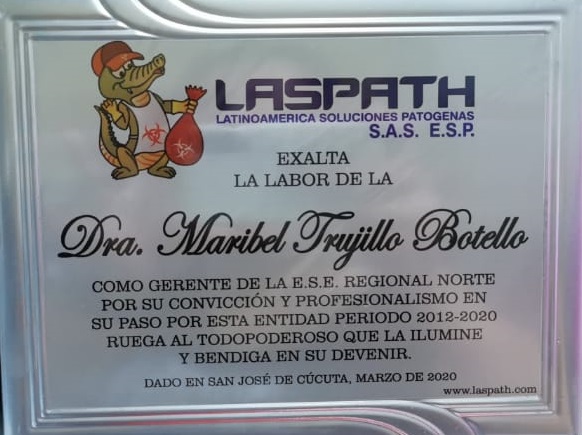 LASPATH
LATINOAMERICA SOLUCIONES PATOGENAS
S.A.S. E.S.P.
EXALTA
LA LABOR DE LA
Dra. Maribel Trujillo Botello
COMO GERENTE DE LA E.S.E. REGIONAL NORTE
POR SU CONVICCIÓN Y PROFESIONALISMO EN
SU PASO POR ESTA ENTIDAD PERIODO 2012-2020
RUEGA AL TODOPODEROSO QUE LA ILUMINE
Y BENDIGA EN SU DEVENIR.
DADO EN SAN JOSÉ DE CÚCUTA, MARZO DE 2020
www.laspath.com